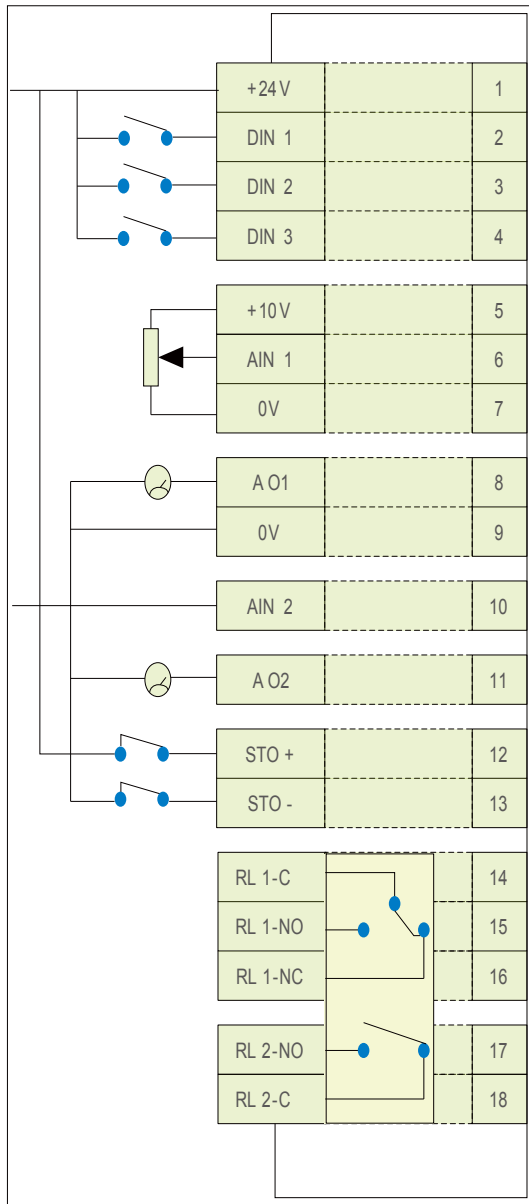 +24V 1
DIN 1 2
DIN 2 3
DIN 3 4
+10V 5
AIN 1 6
0V 7
AO1 8
0V 9
AIN 2 10
AO2 11
STO + 12
STO - 13
RL 1-C 14
RL 1-NO 15
RL 1-NC 16
RL 2-NO 17
RL 2-C 18